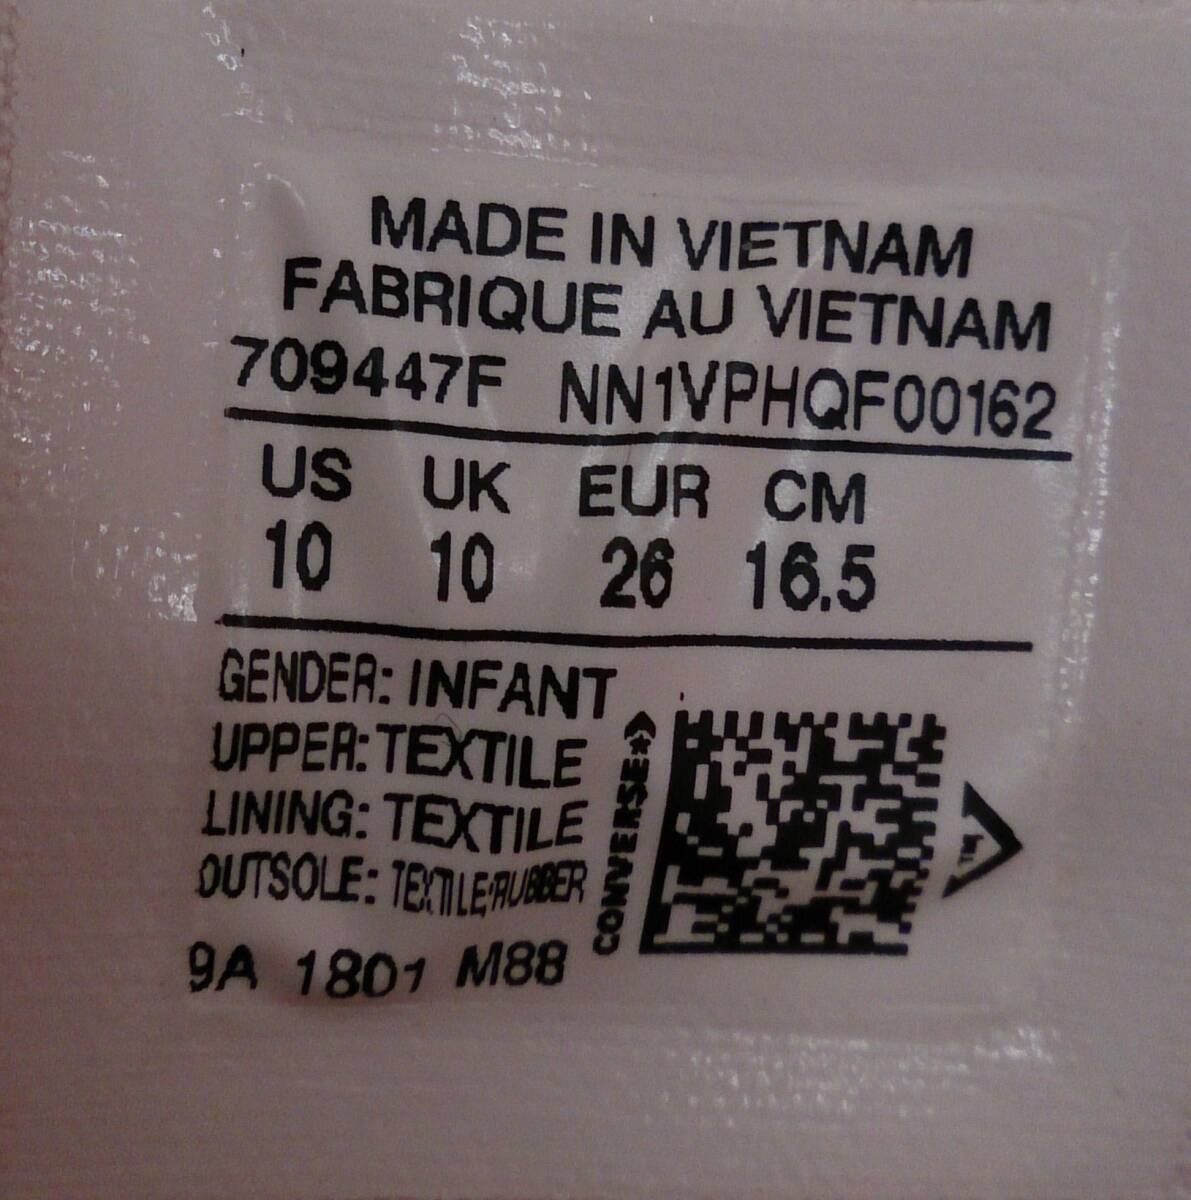 MADE IN VIETNAM
FABRIQUE AU VIETNAM
709447F NN1VPHQF00162
US UK EUR CM
10 10 26 16.5
GENDER: INFANT
UPPER: TEXTILE
LINING: TEXTILE
OUTSOLE: TEXTILE·RUBBER
9A 1801 M88
CONVERSE
TM